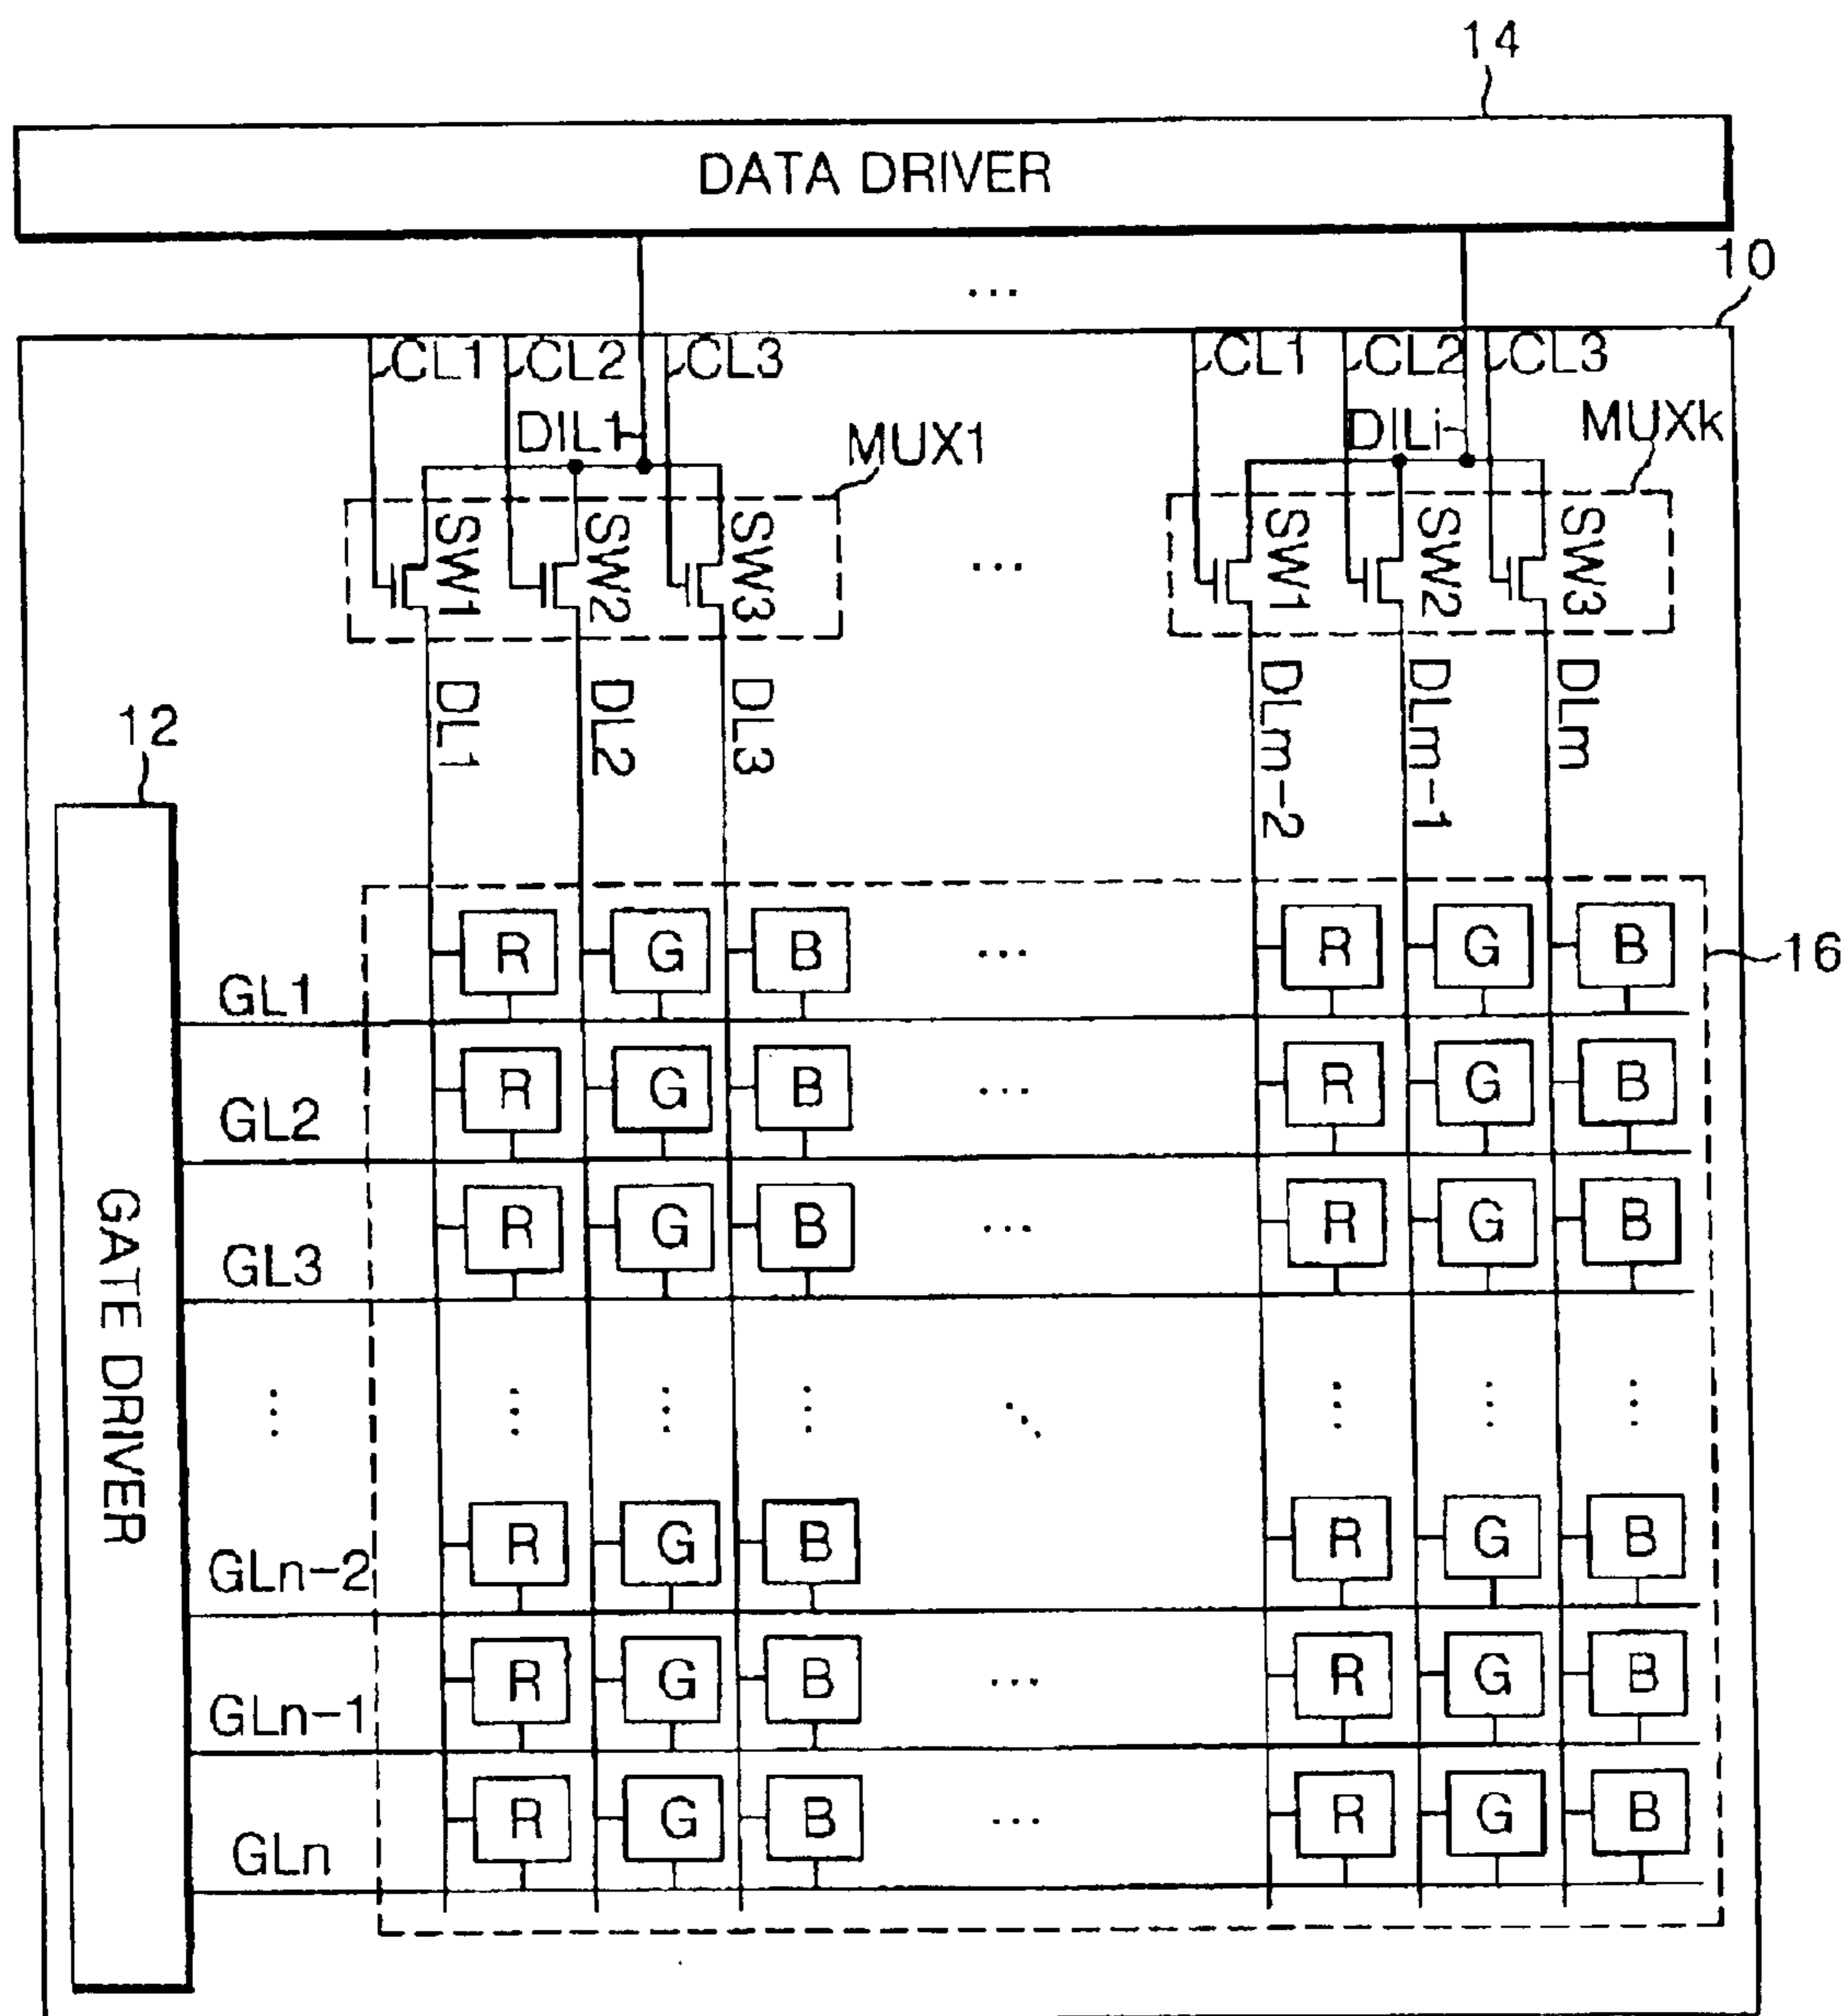 14
DATA DRIVER
10
...
CL1 CL2 CL3 CL1 CL2 CL3
DIL1 MUX1 DILi MUXk
SW1 SW2 SW3 ... SW1 SW2 SW3
DL1 DL2 DL3 DLm-2 DLm-1 DLm
12
GATE DRIVER
16
GL1 R G B ... R G B
GL2 R G B ... R G B
GL3 R G B ... R G B
GLn-2 R G B R G B
GLn-1 R G B ... R G B
GLn R G B ... R G B